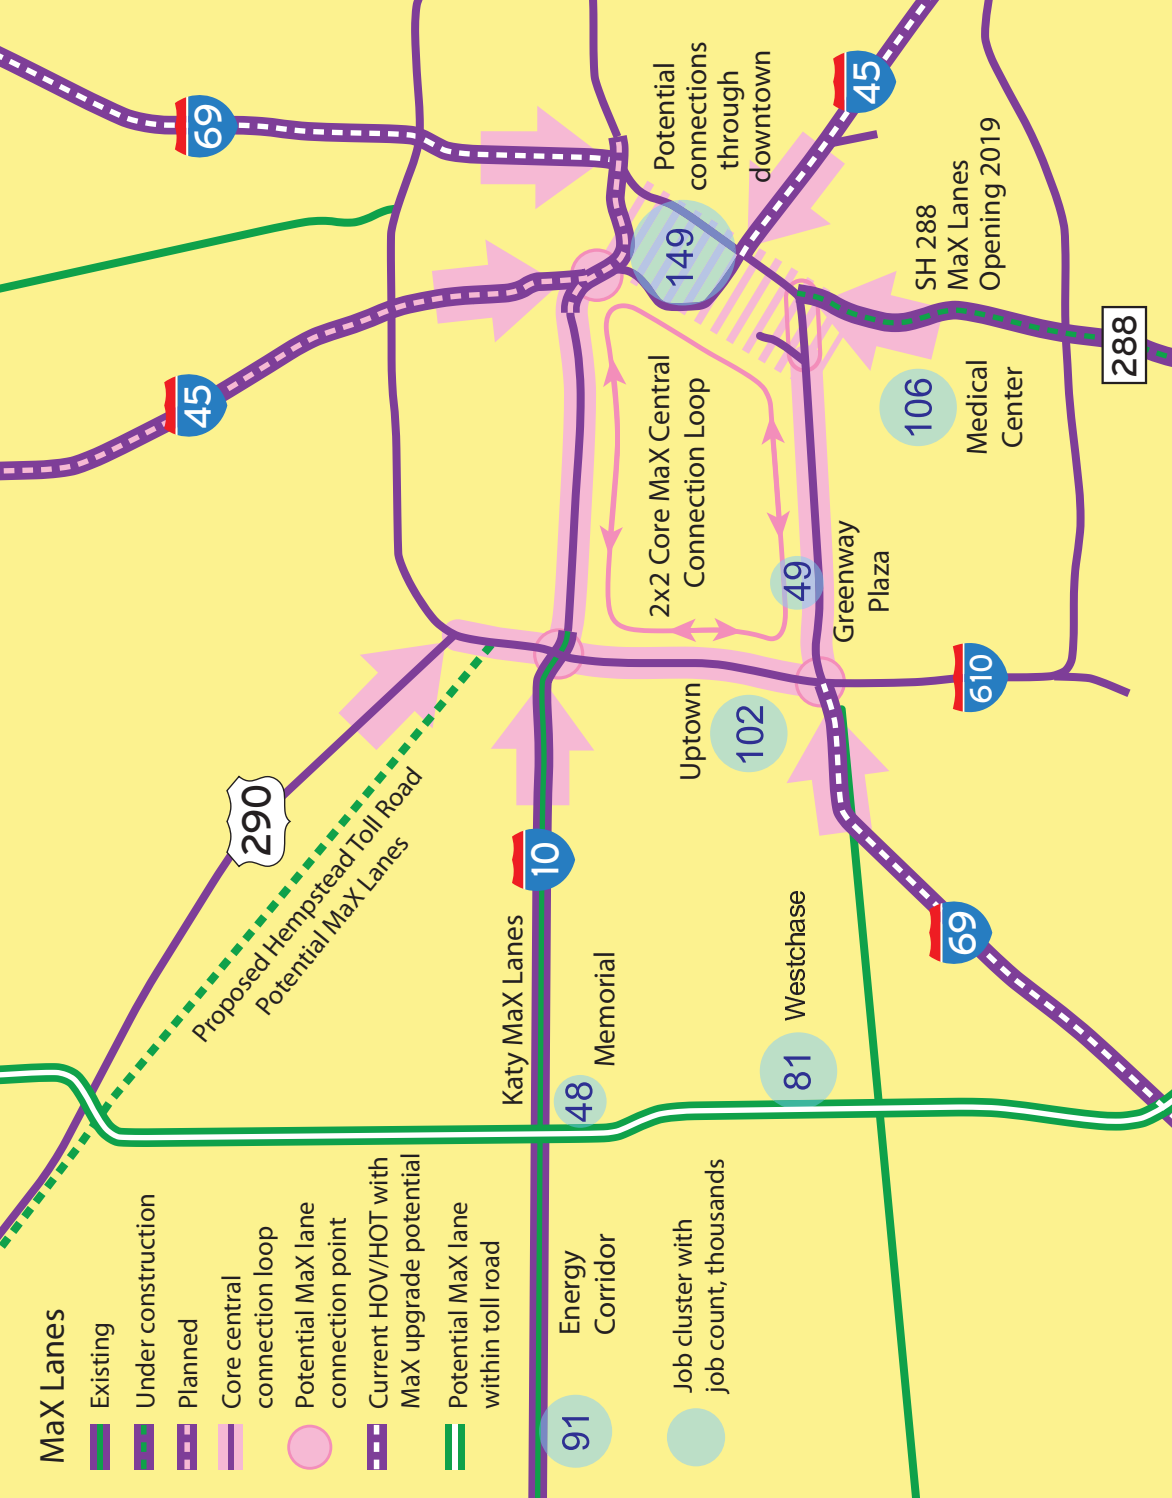 MaX Lanes
Existing
Under construction
Planned
Core central
connection loop
Potential MaX lane
connection point
Current HOV/HOT with
MaX upgrade potential
Potential MaX lane
within toll road
Job cluster with
job count, thousands
290
Proposed Hempstead Toll Road
Potential MaX Lanes
45
69
Katy MaX Lanes
10
91
Energy
Corridor
48
Memorial
81
Westchase
Uptown
102
2x2 Core MaX Central
Connection Loop
149
Potential
connections
through
downtown
45
49
Greenway
Plaza
69
610
106
Medical
Center
SH 288
MaX Lanes
Opening 2019
288